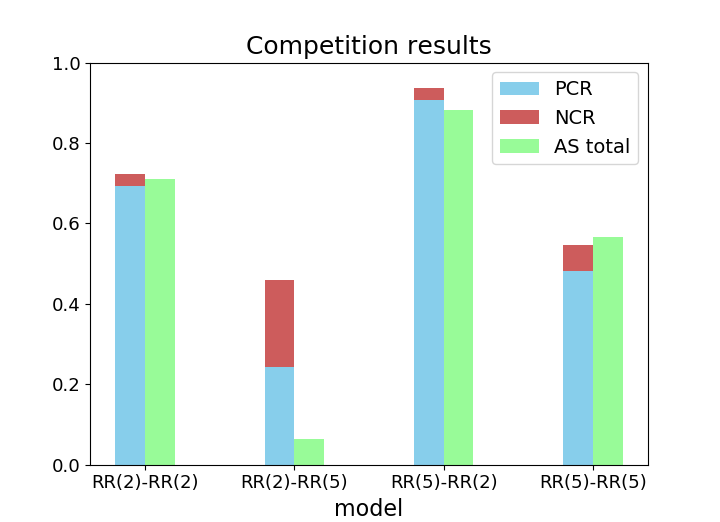 Competition results
1.0
0.8
0.6
0.4
0.2
0.0
PCR
NCR
AS total
RR(2)-RR(2) RR(2)-RR(5) RR(5)-RR(2) RR(5)-RR(5)
model